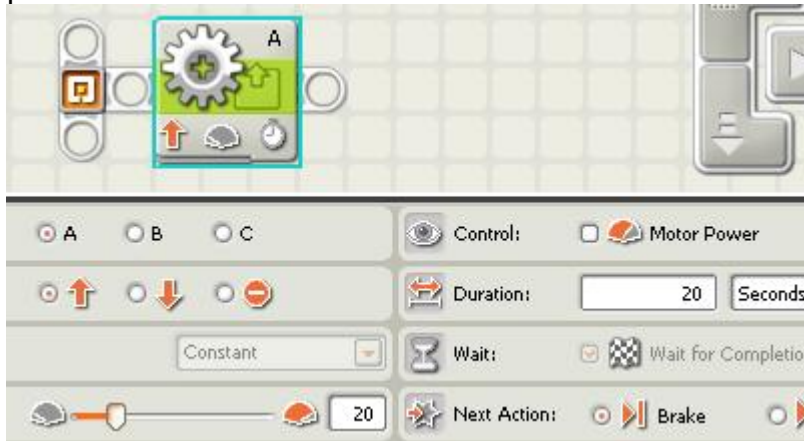 A
A B C Control: Motor Power
Duration: 20 Seconds
Constant Wait: Wait for Completio
20 Next Action: Brake